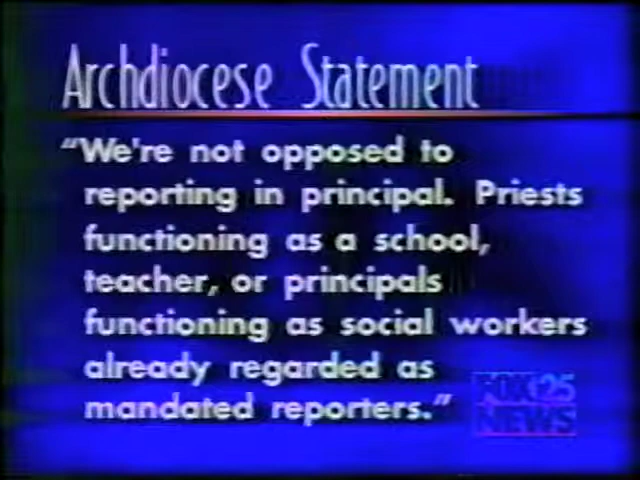 Archdiocese Statement
“We're not opposed to
reporting in principal. Priests
functioning as a school,
teacher, or principals
functioning as social workers
already regarded as
mandated reporters.”
FOX 25
NEWS